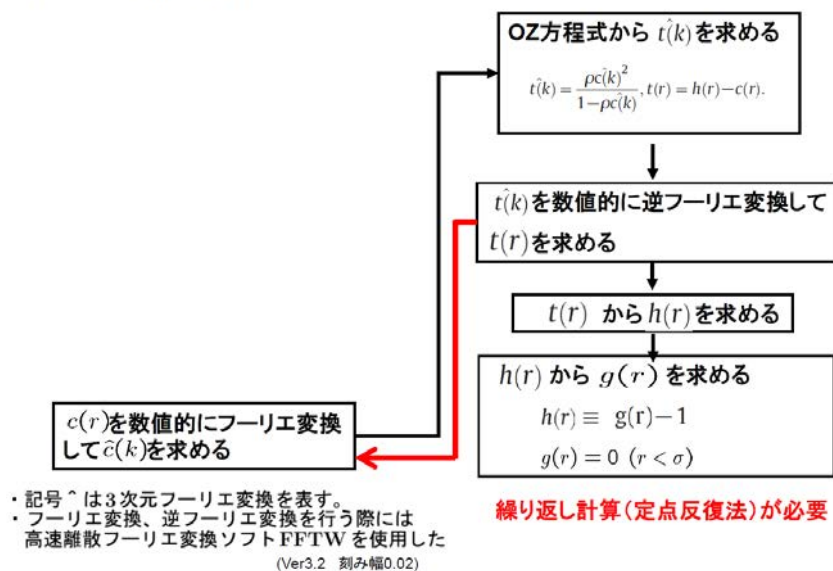 OZ方程式から t̂(k) を求める
t̂(k) = ρĉ(k)² / (1−ρĉ(k)), t(r) = h(r)−c(r).
t̂(k) を数値的に逆フーリエ変換して
t(r) を求める
t(r) から h(r) を求める
h(r) から g(r) を求める
h(r) ≡ g(r)−1
g(r) = 0 (r < σ)
c(r) を数値的にフーリエ変換
して ĉ(k) を求める
・記号 ^ は3次元フーリエ変換を表す。
・フーリエ変換、逆フーリエ変換を行う際には
高速離散フーリエ変換ソフトFFTWを使用した
(Ver3.2 刻み幅0.02)
繰り返し計算(定点反復法)が必要